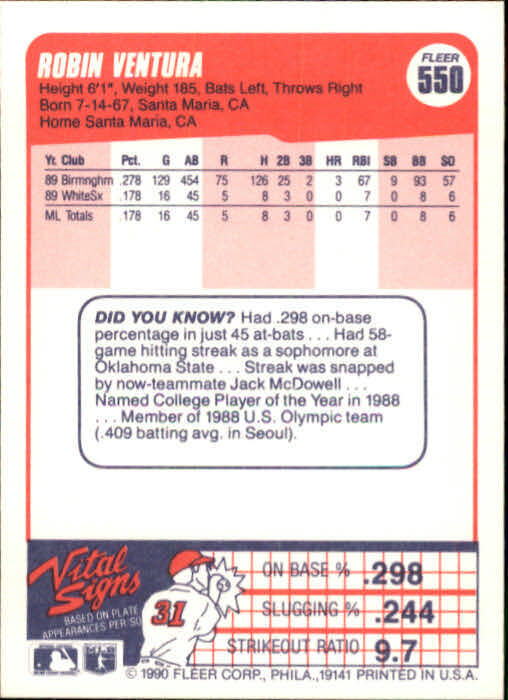 ROBIN VENTURA
FLEER
550
Height 6'1", Weight 185, Bats Left, Throws Right
Born 7-14-67, Santa Maria, CA
Home Santa Maria, CA
Yr. Club Pct. G AB R H 2B 3B HR RBI SB BB SO
89 Birmnghm .278 129 454 75 126 25 2 3 67 9 93 57
89 WhiteSx .178 16 45 5 8 3 0 0 7 0 8 6
ML Totals .178 16 45 5 8 3 0 0 7 0 8 6
DID YOU KNOW? Had .298 on-base
percentage in just 45 at-bats . . . Had 58-
game hitting streak as a sophomore at
Oklahoma State . . . Streak was snapped
by now-teammate Jack McDowell . . .
Named College Player of the Year in 1988
. . . Member of 1988 U.S. Olympic team
(.409 batting avg. in Seoul).
Vital
Signs
BASED ON PLATE
APPEARANCES PER SO
31
ON BASE % .298
SLUGGING % .244
STRIKEOUT RATIO 9.7
© 1990 FLEER CORP., PHILA., 19141 PRINTED IN U.S.A.